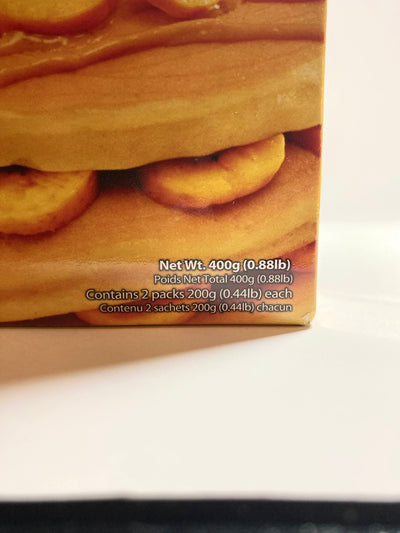 Net Wt. 400g (0.88lb)
Poids Net Total 400g (0.88lb)
Contains 2 packs 200g (0.44lb) each
Contenu 2 sachets 200g (0.44lb) chacun